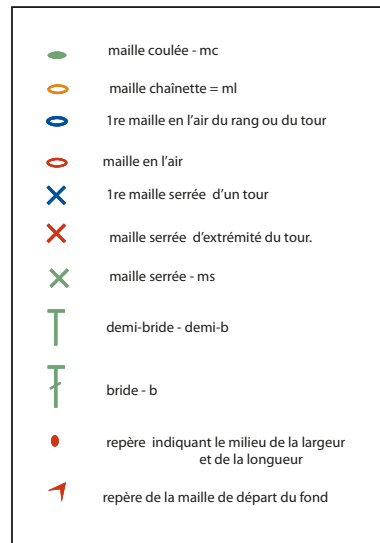 maille coulée - mc
maille chaînette = ml
1re maille en l'air du rang ou du tour
maille en l'air
1re maille serrée d'un tour
maille serrée d'extrémité du tour.
maille serrée - ms
demi-bride - demi-b
bride - b
repère indiquant le milieu de la largeur
et de la longueur
repère de la maille de départ du fond